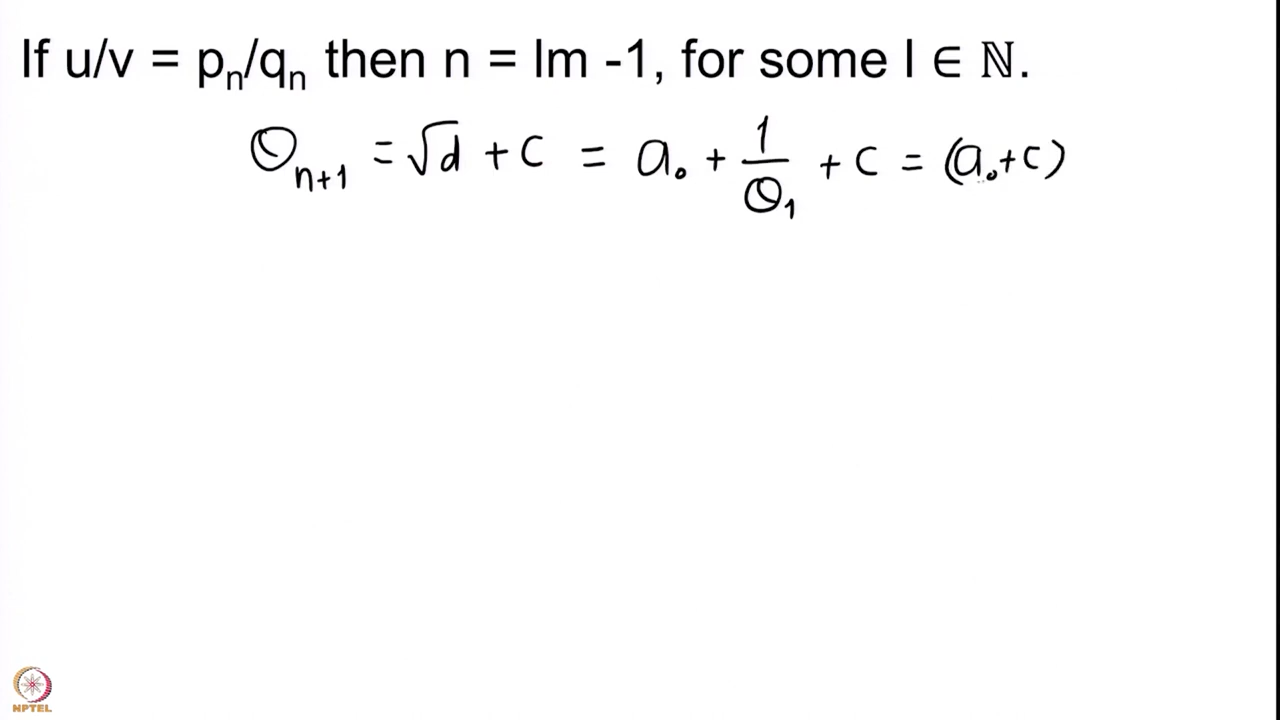 If u/v = pₙ/qₙ then n = lm -1, for some l ∈ ℕ.
Θₙ₊₁ = √d + c = a₀ + 1/Θ₁ + c = (a₀+c)
NPTEL